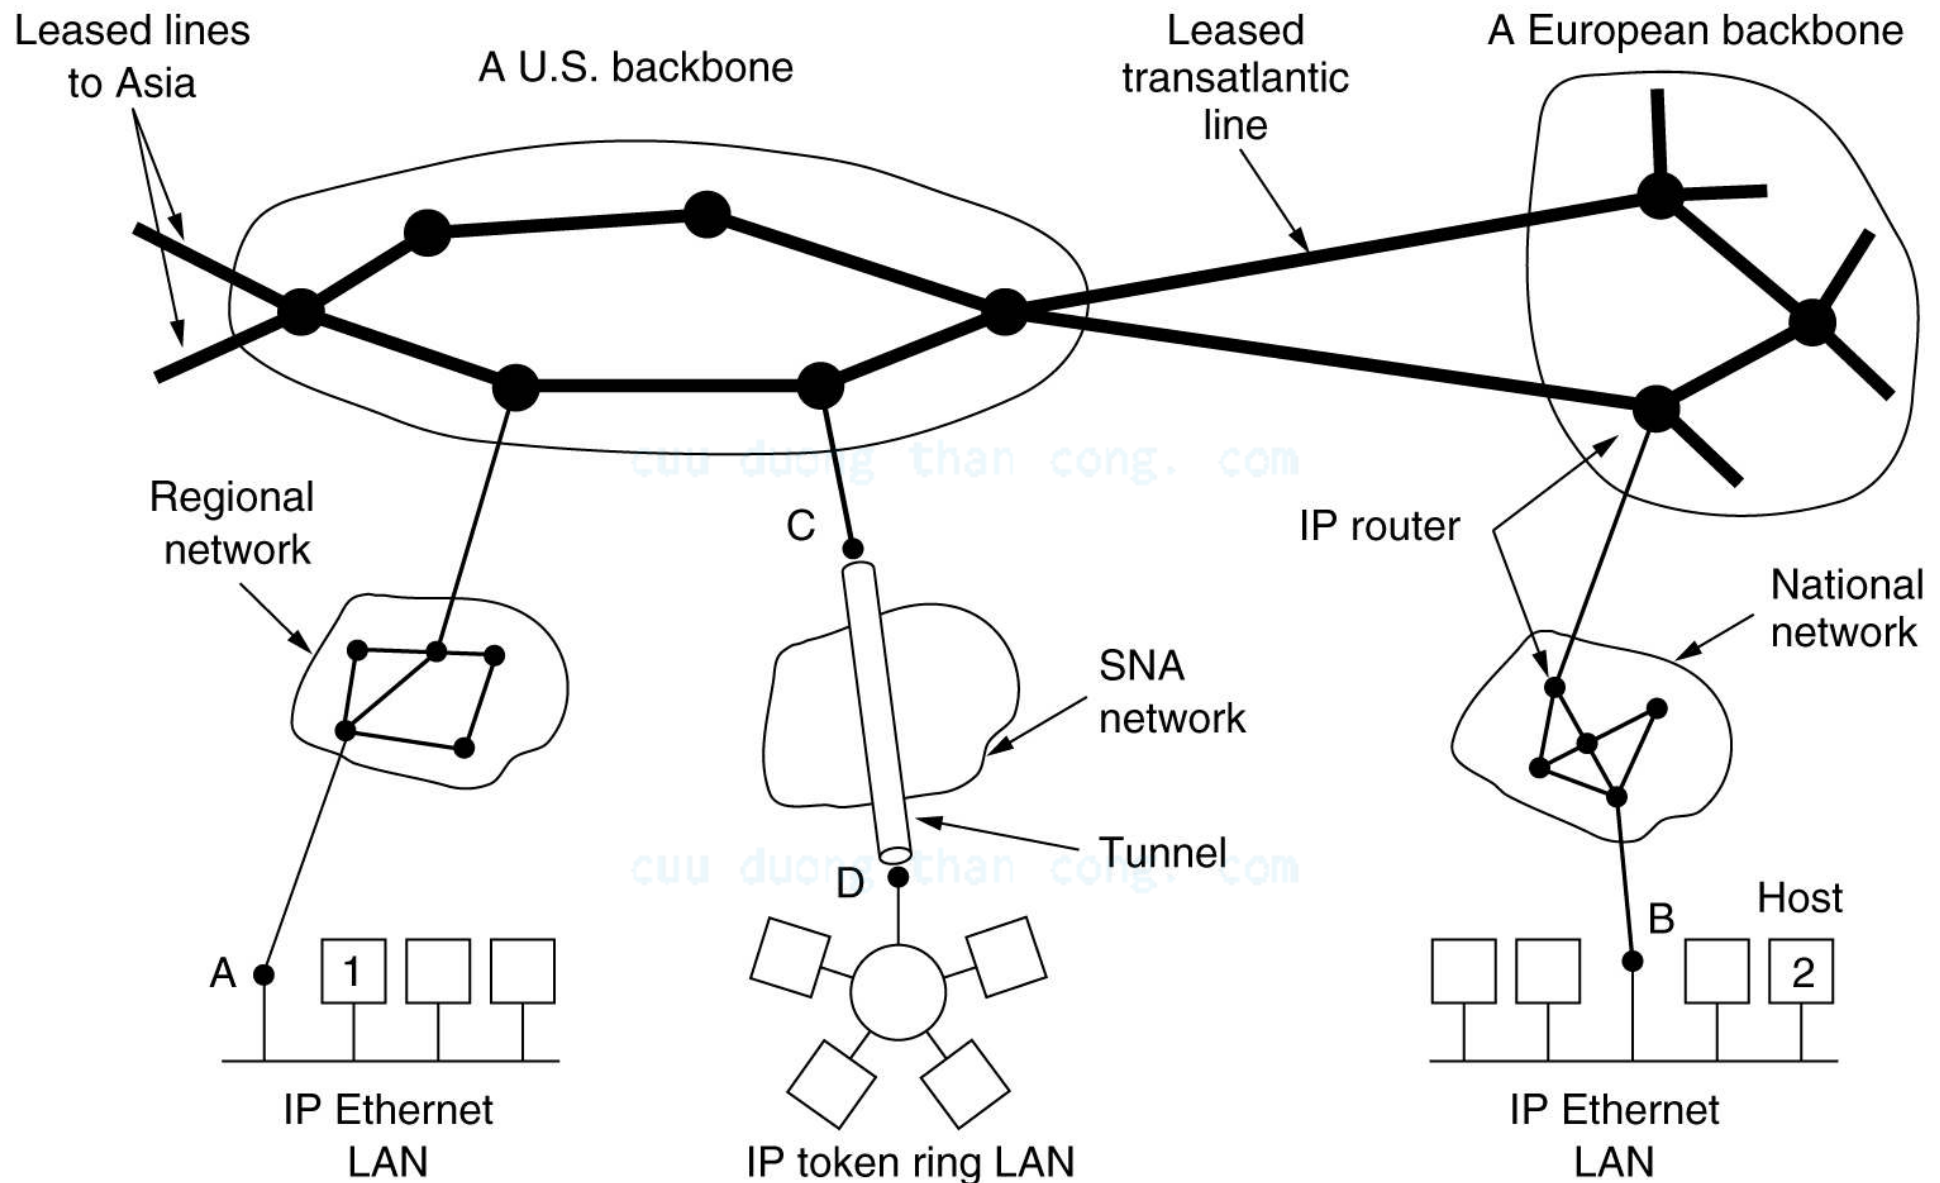 Leased lines
to Asia
A U.S. backbone
Leased
transatlantic
line
A European backbone
cuu duong than cong. com
Regional
network
C
IP router
National
network
SNA
network
Tunnel
cuu duong than cong. com
D
A
1
B
Host
2
IP Ethernet
LAN
IP token ring LAN
IP Ethernet
LAN